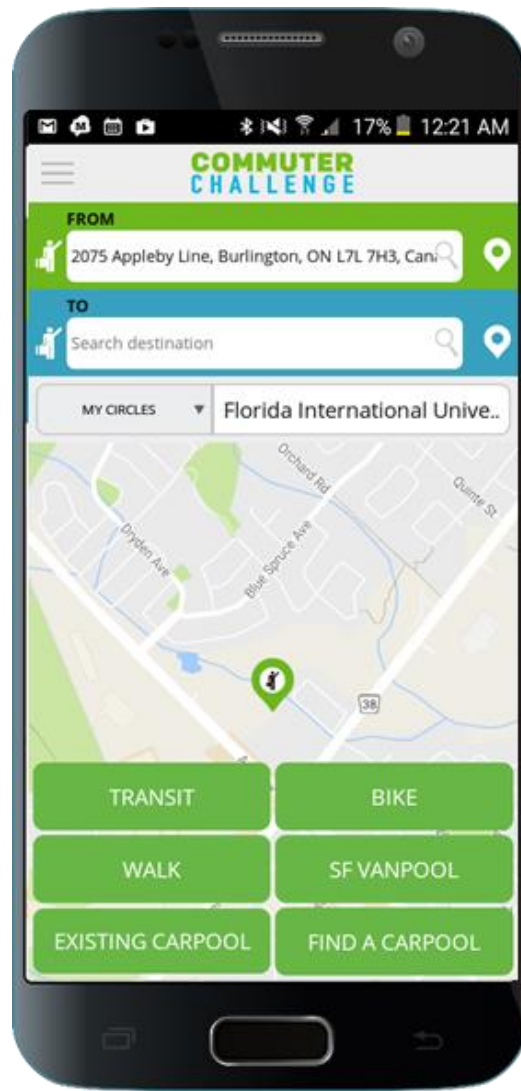 17% 12:21 AM
COMMUTER
CHALLENGE
FROM
2075 Appleby Line, Burlington, ON L7L 7H3, Can
TO
Search destination
MY CIRCLES Florida International Unive..
Orchard Rd
Quinte St.
Dryden Ave
Blue Spruce Ave
38
TRANSIT BIKE
WALK SF VANPOOL
EXISTING CARPOOL FIND A CARPOOL